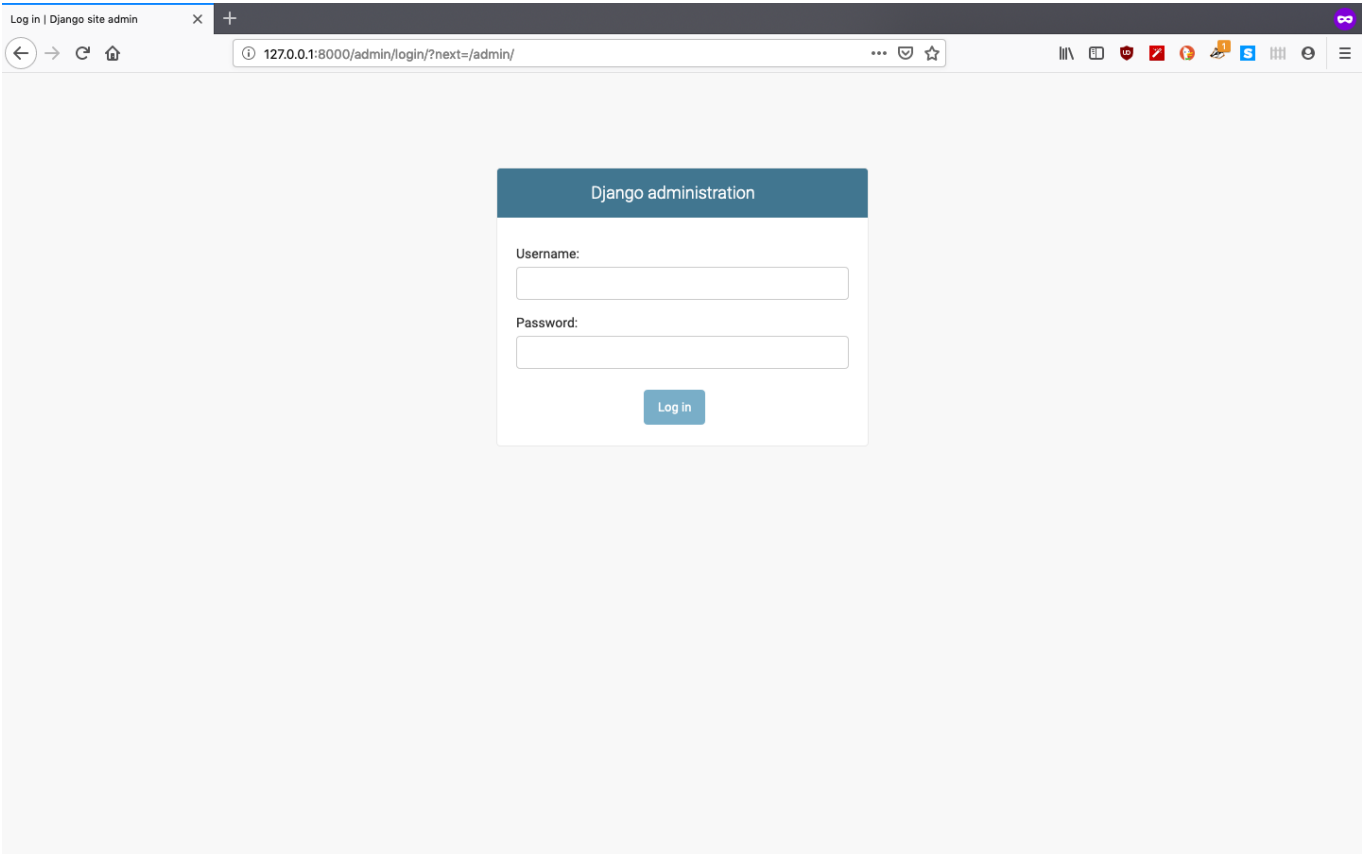 Log in | Django site admin
127.0.0.1:8000/admin/login/?next=/admin/
1
S
Django administration
Username:
Password:
Log in